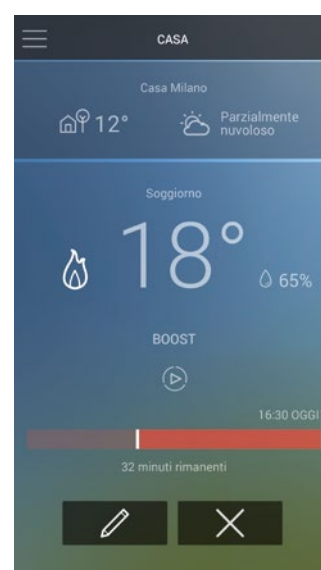 CASA
Casa Milano
12°
Parzialmente
nuvoloso
Soggiorno
18°
65%
BOOST
16:30 OGGI
32 minuti rimanenti